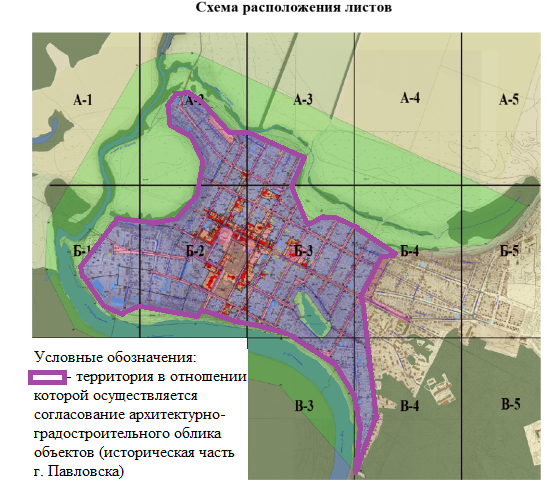 Схема расположения листов
А-1
А-2
А-3
А-4
А-5
Б-1
Б-2
Б-3
Б-4
Б-5
Условные обозначения:
- территория в отношении
которой осуществляется
согласование архитектурно-
градостроительного облика
объектов (историческая часть
г. Павловска)
В-3
В-4
В-5